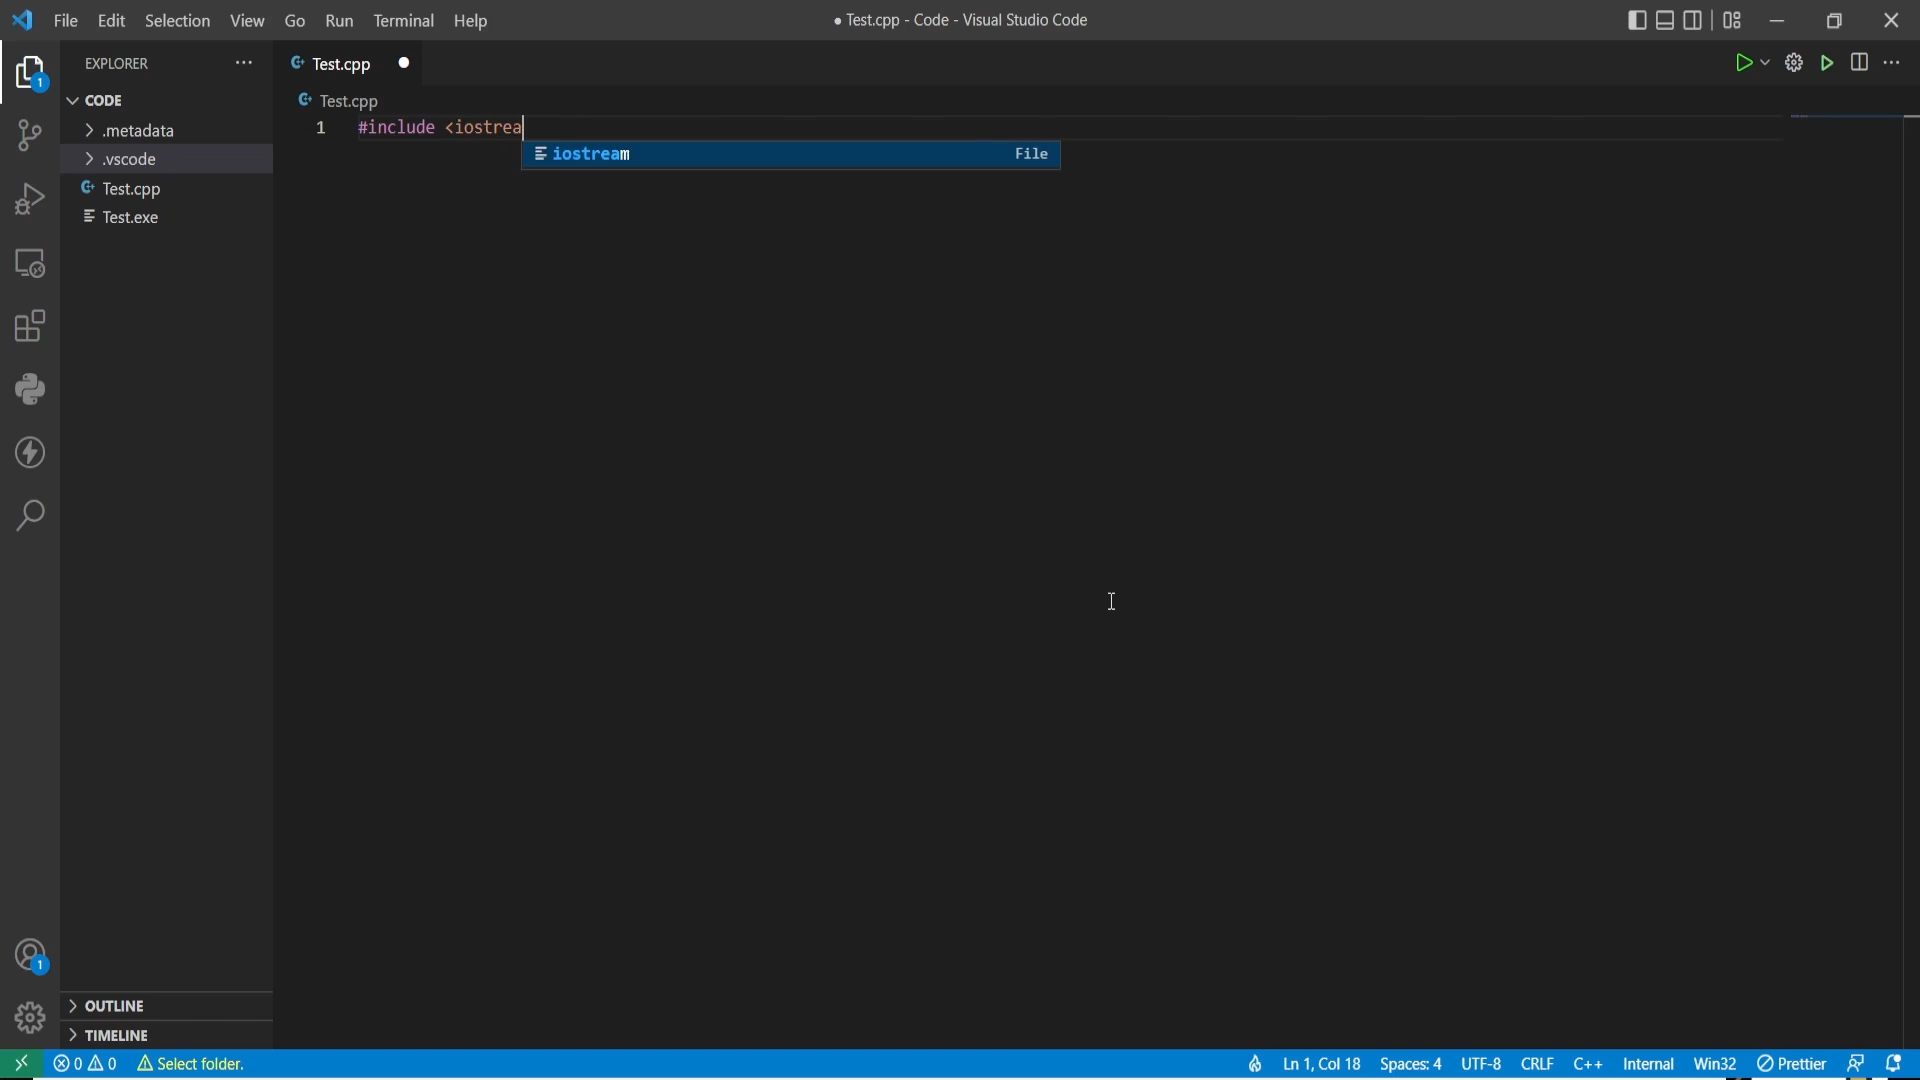 File Edit Selection View Go Run Terminal Help
● Test.cpp - Code - Visual Studio Code
EXPLORER
Test.cpp
CODE
Test.cpp
.metadata
.vscode
Test.cpp
Test.exe
1 #include <iostrea
iostream File
1
1
OUTLINE
TIMELINE
0 0 Select folder.
Ln 1, Col 18 Spaces: 4 UTF-8 CRLF C++ Internal Win32 Prettier